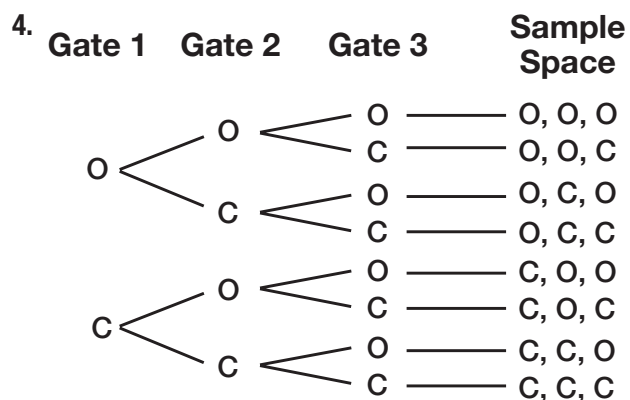 4. Gate 1 Gate 2 Gate 3 Sample Space
O O O O, O, O
C O, O, C
C O O, C, O
C O, C, C
C O O C, O, O
C C, O, C
C O C, C, O
C C, C, C